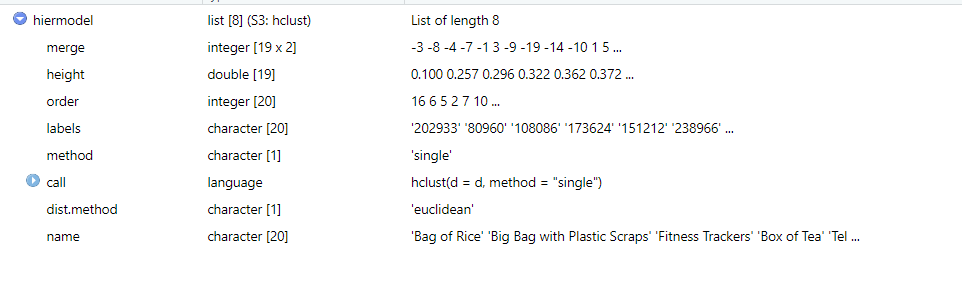 hiermodel list [8] (S3: hclust) List of length 8
merge integer [19 x 2] -3 -8 -4 -7 -1 3 -9 -19 -14 -10 1 5 ...
height double [19] 0.100 0.257 0.296 0.322 0.362 0.372 ...
order integer [20] 16 6 5 2 7 10 ...
labels character [20] '202933' '80960' '108086' '173624' '151212' '238966' ...
method character [1] 'single'
call language hclust(d = d, method = "single")
dist.method character [1] 'euclidean'
name character [20] 'Bag of Rice' 'Big Bag with Plastic Scraps' 'Fitness Trackers' 'Box of Tea' 'Tel ...